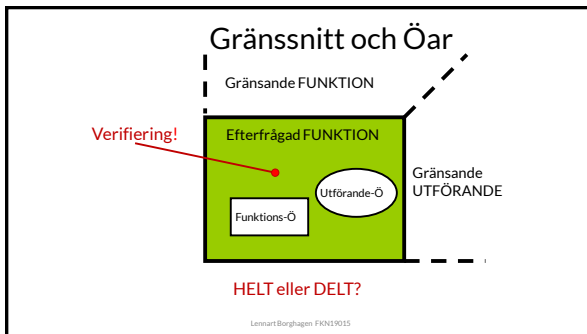 Gränssnitt och Öar
Gränsande FUNKTION
Verifiering!
Efterfrågad FUNKTION
Gränsande
UTFÖRANDE
Utförande-Ö
Funktions-Ö
HELT eller DELT?
Lennart Borghagen FKN19015